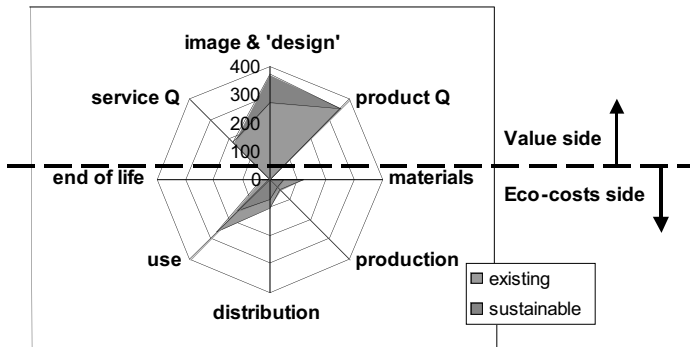 image & 'design'
400
300
200
100
0
service Q
product Q
Value side
end of life
materials
Eco-costs side
use
production
distribution
existing
sustainable